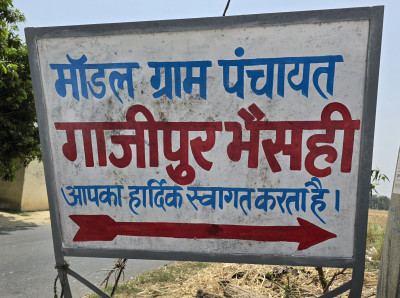 मॉडल ग्राम पंचायत
गाजीपुर भैसही
आपका हार्दिक स्वागत करता है।